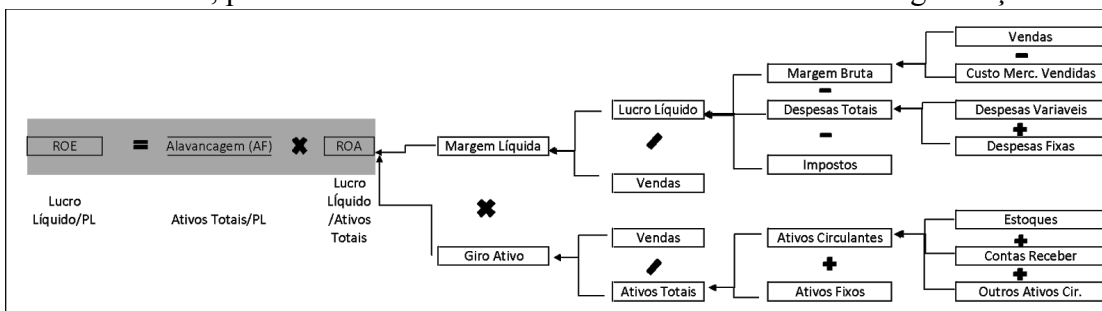 Vendas
Margem Bruta
Custo Merc. Vendidas
Lucro Líquido
Despesas Totais
Despesas Variaveis
ROE = Alavancagem (AF) ✖ ROA
Margem Líquida
Despesas Fixas
Vendas
Impostos
Lucro
Líquido/PL
Ativos Totais/PL
Lucro
Líquido
/Ativos
Totais
Giro Ativo
Vendas
Ativos Totais
Ativos Circulantes
Ativos Fixos
Estoques
Contas Receber
Outros Ativos Cir.